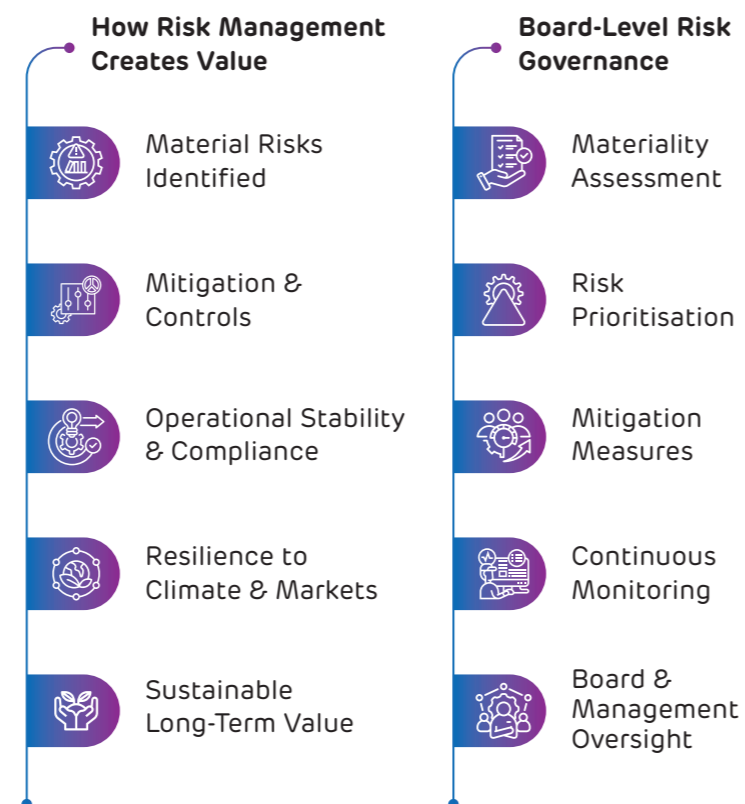 How Risk Management
Creates Value
Material Risks
Identified
Mitigation &
Controls
Operational Stability
& Compliance
Resilience to
Climate & Markets
Sustainable
Long-Term Value
Board-Level Risk
Governance
Materiality
Assessment
Risk
Prioritisation
Mitigation
Measures
Continuous
Monitoring
Board &
Management
Oversight